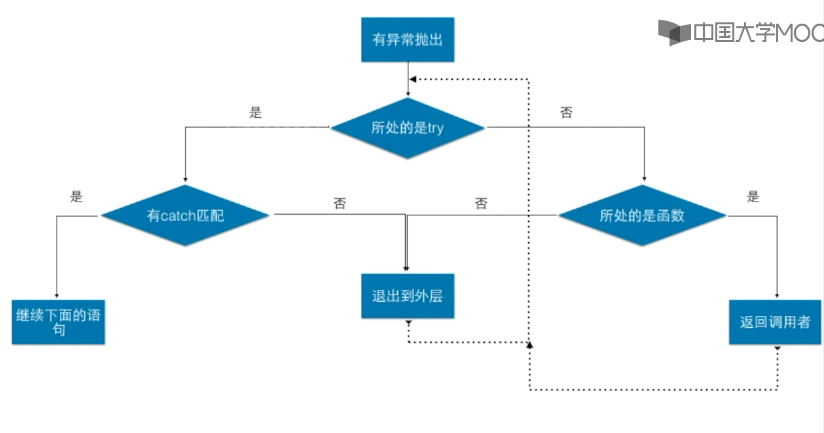 有异常抛出
中国大学MOO
是
所处的是try
否
是
有catch匹配
否
否
所处的是函数
是
继续下面的语
句
退出到外层
返回调用者